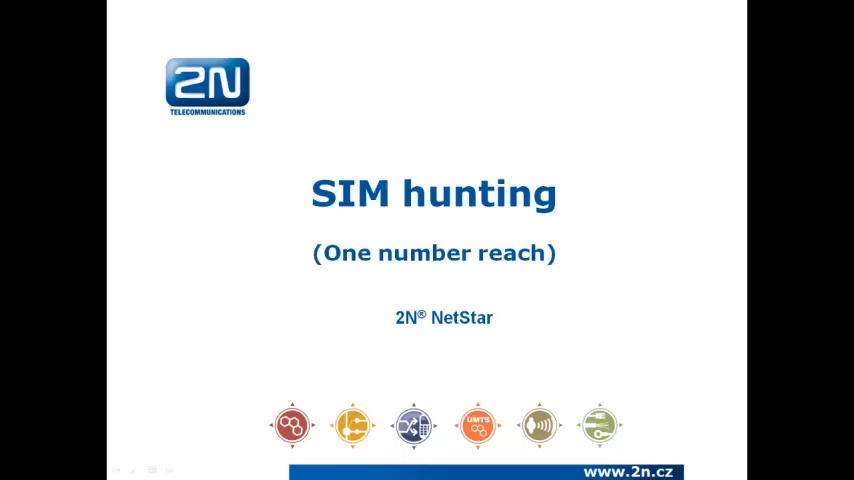 2N
TELECOMMUNICATIONS
SIM hunting
(One number reach)
2N® NetStar
UMTS
www.2n.cz